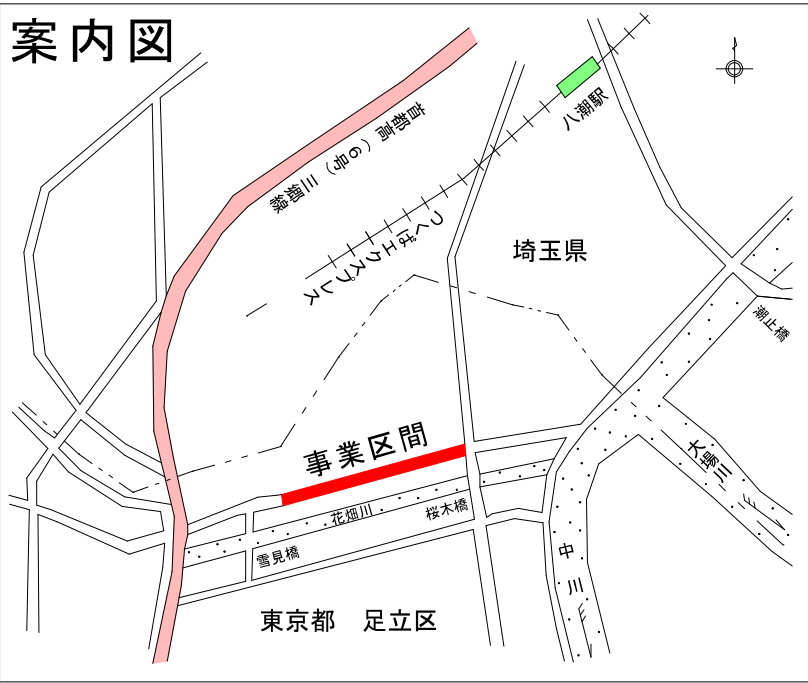 案内図
八潮駅
首都高（6号）三郷線
つくばエクスプレス
埼玉県
潮止橋
事業区間
大場川
花畑川
桜木橋
雪見橋
中川
東京都　足立区